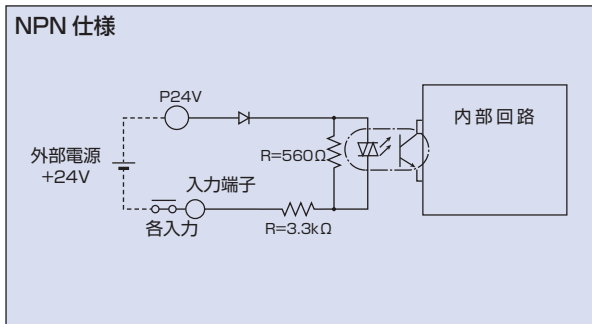 NPN 仕様
P24V
内部回路
外部電源
+24V
R=560Ω
入力端子
各入力
R=3.3kΩ